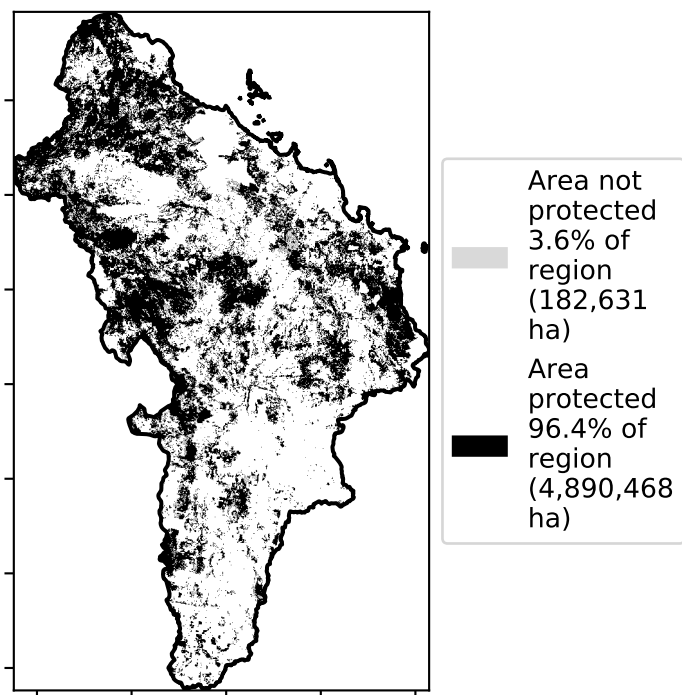 Area not
protected
3.6% of
region
(182,631
ha)
Area
protected
96.4% of
region
(4,890,468
ha)